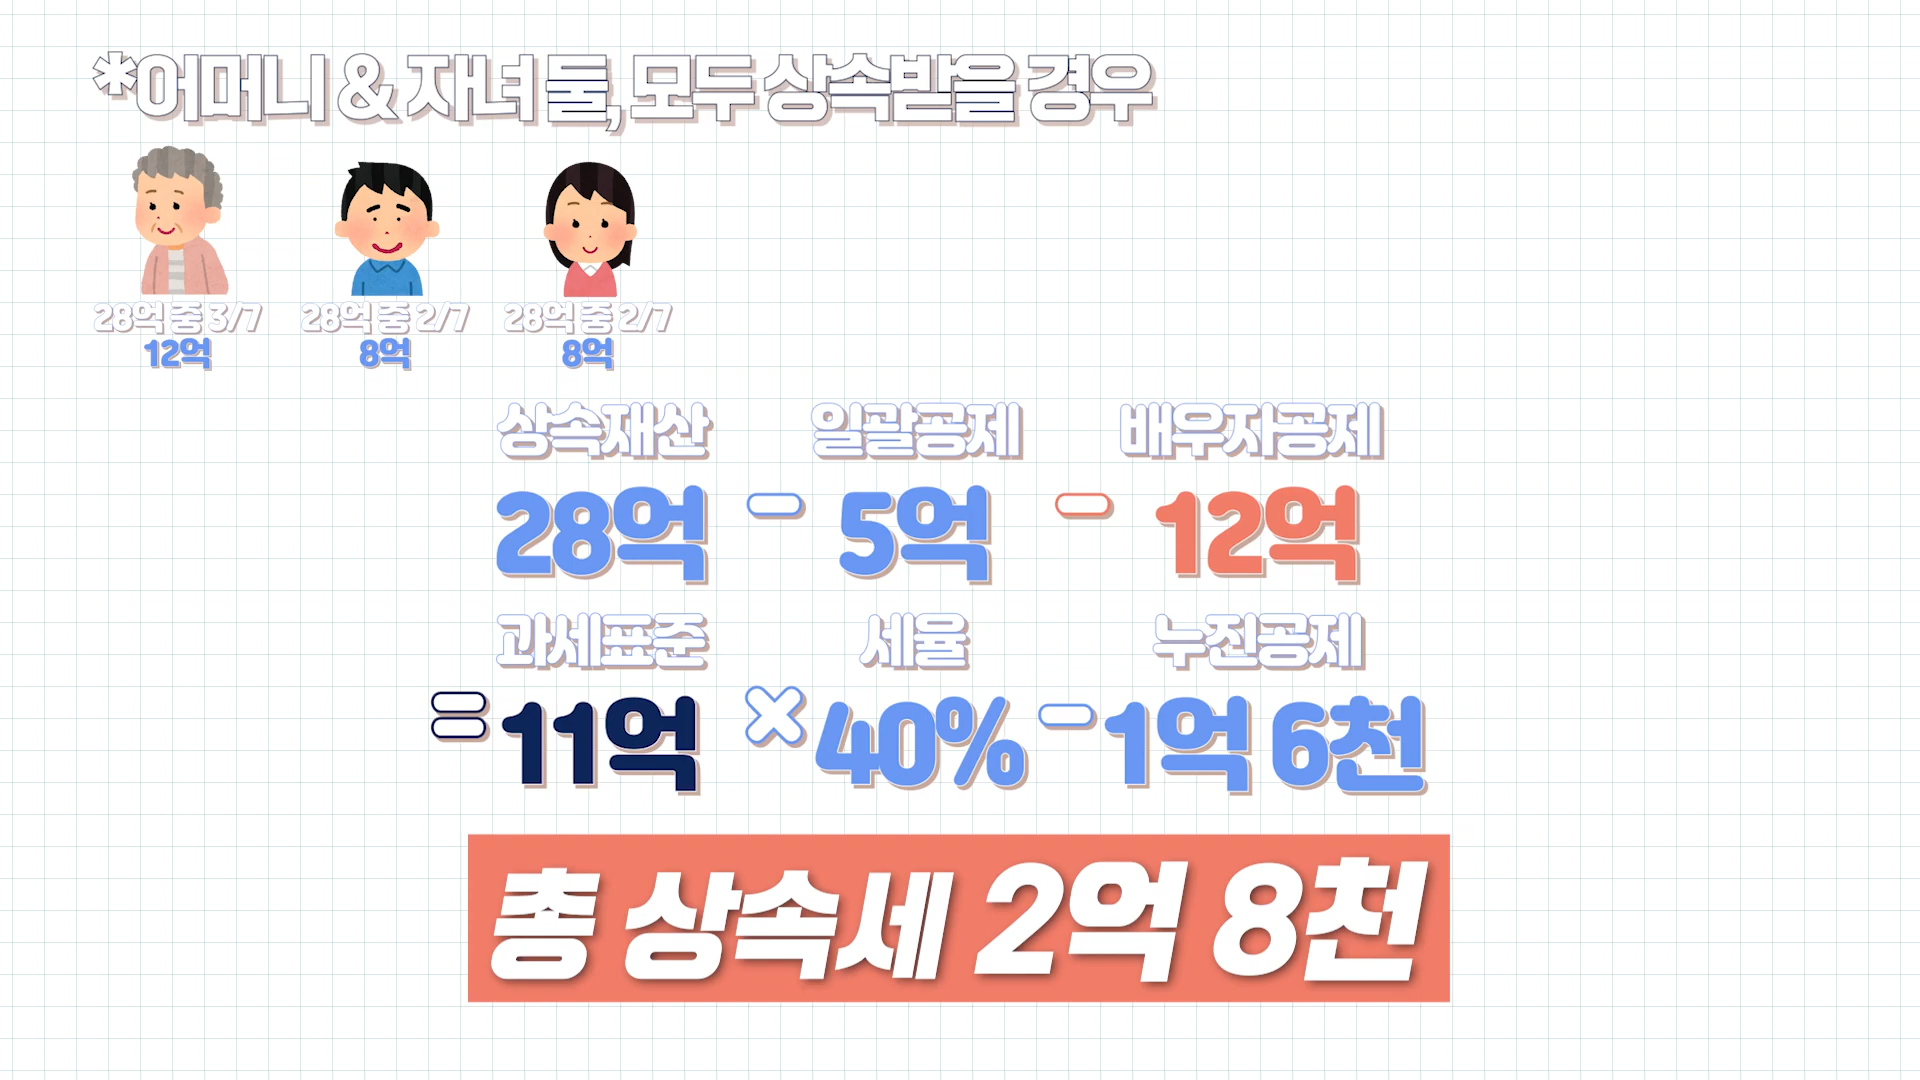 *어머니 & 자녀 둘, 모두 상속받을 경우
28억 중 3/7 28억 중 2/7 28억 중 2/7
12억 8억 8억
상속재산 일괄공제 배우자공제
28억 - 5억 - 12억
과세표준 세율 누진공제
= 11억 × 40% - 1억 6천
총 상속세 2억 8천